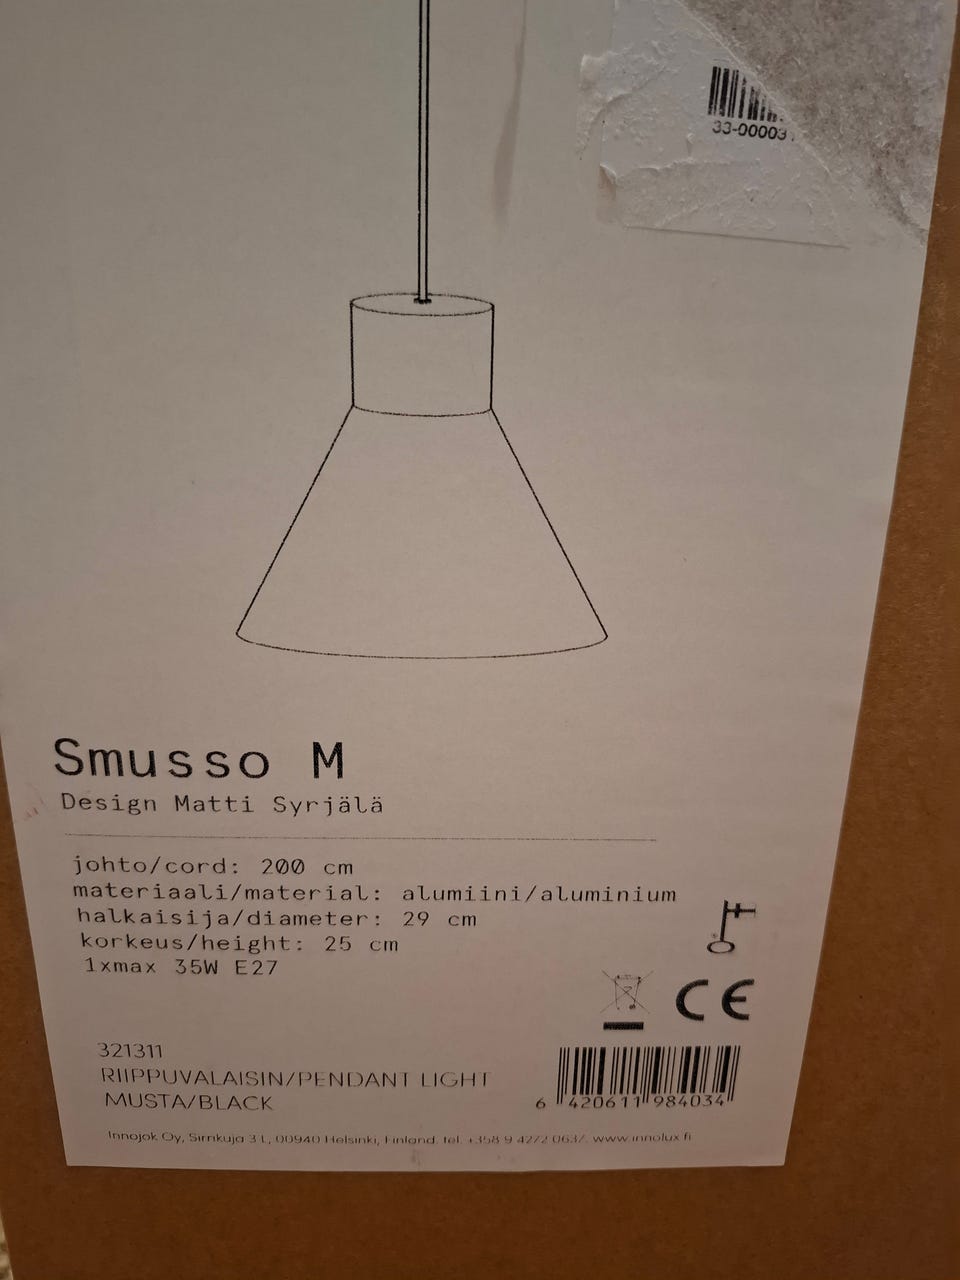 33-00003
Smusso M
Design Matti Syrjälä
johto/cord: 200 cm
materiaali/material: alumiini/aluminium
halkaisija/diameter: 29 cm
korkeus/height: 25 cm
1xmax 35W E27
CE
321311
RIIPPUVALAISIN/PENDANT LIGHT
MUSTA/BLACK
6 420611 984034
Innojok Oy, Sirrikuja 3 L, 00940 Helsinki, Finland. tel. +358 9 4272 0637. www.innolux.fi